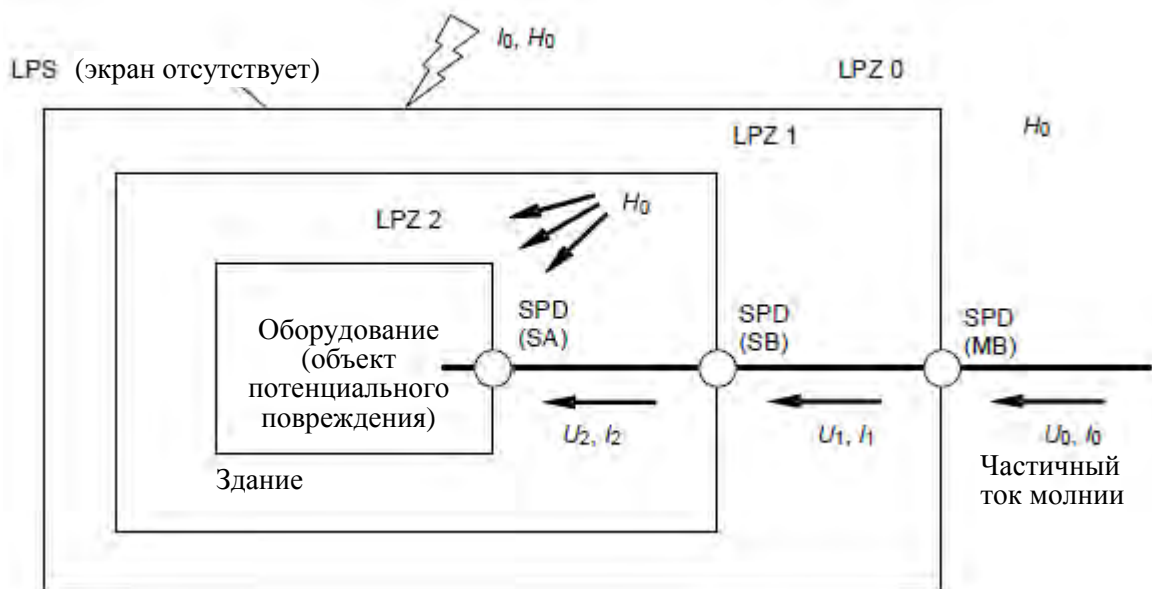 I0, H0
LPS (экран отсутствует)
LPZ 0
LPZ 1
H0
H0
LPZ 2
SPD
(SA)
SPD
(SB)
SPD
(MB)
Оборудование
(объект
потенциального
повреждения)
U2, I2
U1, I1
U0, I0
Здание
Частичный
ток молнии